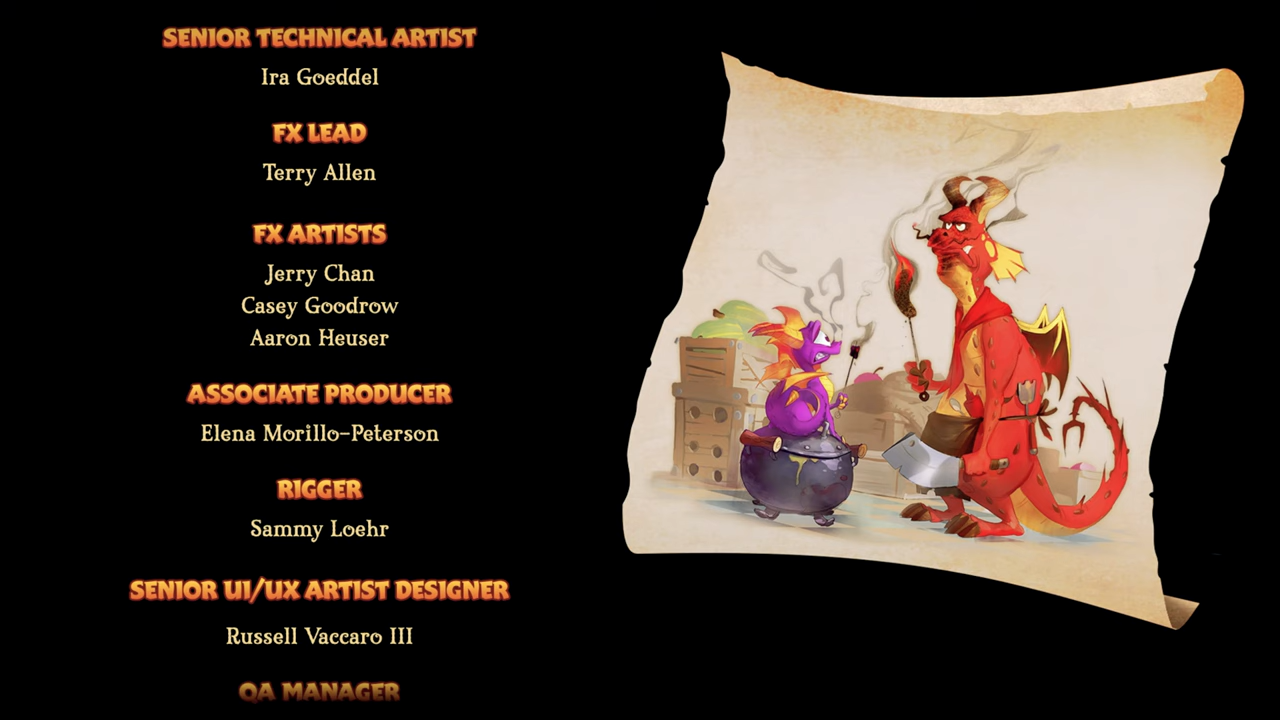 SENIOR TECHNICAL ARTIST
Ira Goeddel
FX LEAD
Terry Allen
FX ARTISTS
Jerry Chan
Casey Goodrow
Aaron Heuser
ASSOCIATE PRODUCER
Elena Morillo-Peterson
RIGGER
Sammy Loehr
SENIOR UI/UX ARTIST DESIGNER
Russell Vaccaro III
QA MANAGER